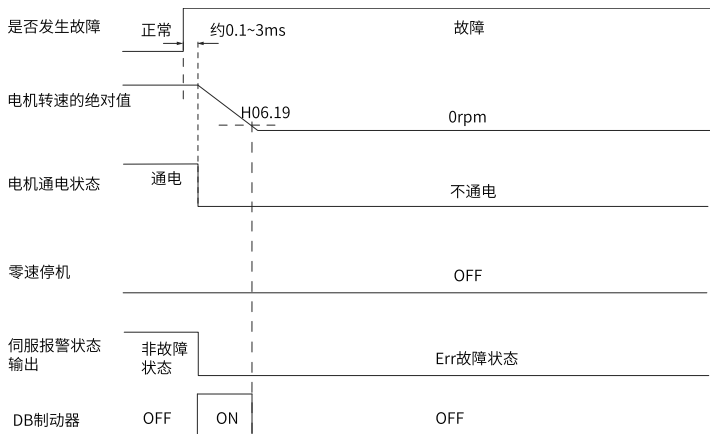 是否发生故障
正常
约0.1~3ms
故障
电机转速的绝对值
H06.19
0rpm
电机通电状态
通电
不通电
零速停机
OFF
伺服报警状态
输出
非故障
状态
Err故障状态
DB制动器
OFF
ON
OFF